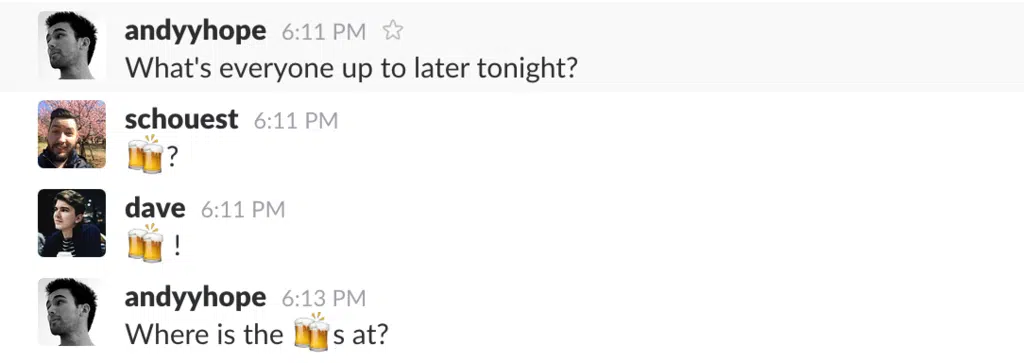 andyyhope 6:11 PM
What's everyone up to later tonight?
schouest 6:11 PM
🍻?
dave 6:11 PM
🍻 !
andyyhope 6:13 PM
Where is the 🍻s at?